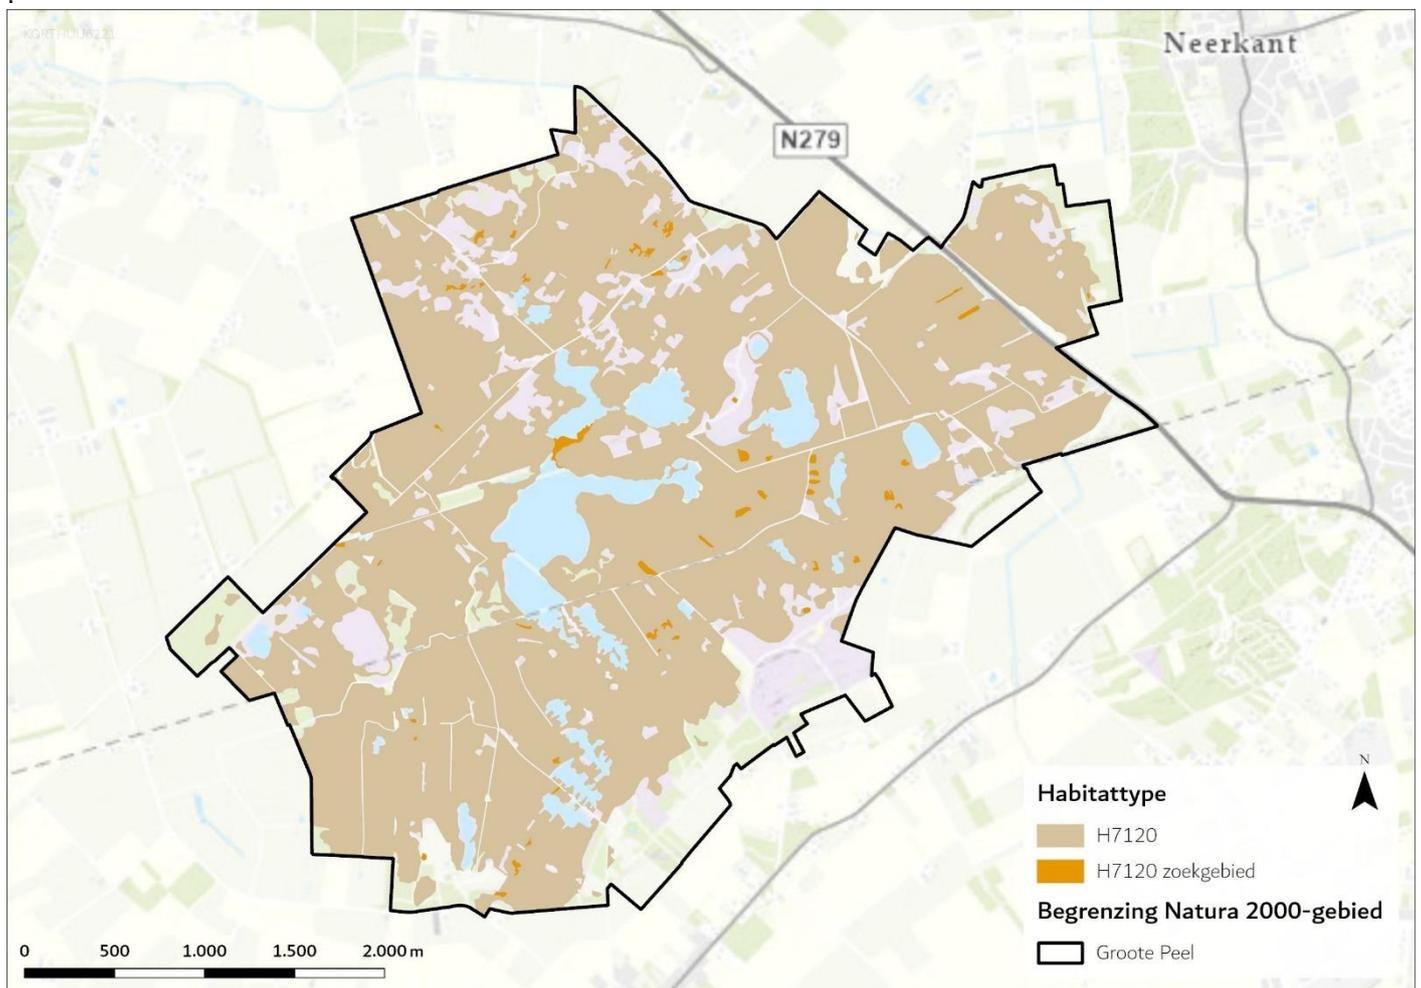 Neerkant
N279
N
Habitattype
H7120
H7120 zoekgebied
Begrenzing Natura 2000-gebied
Groote Peel
0 500 1.000 1.500 2.000 m